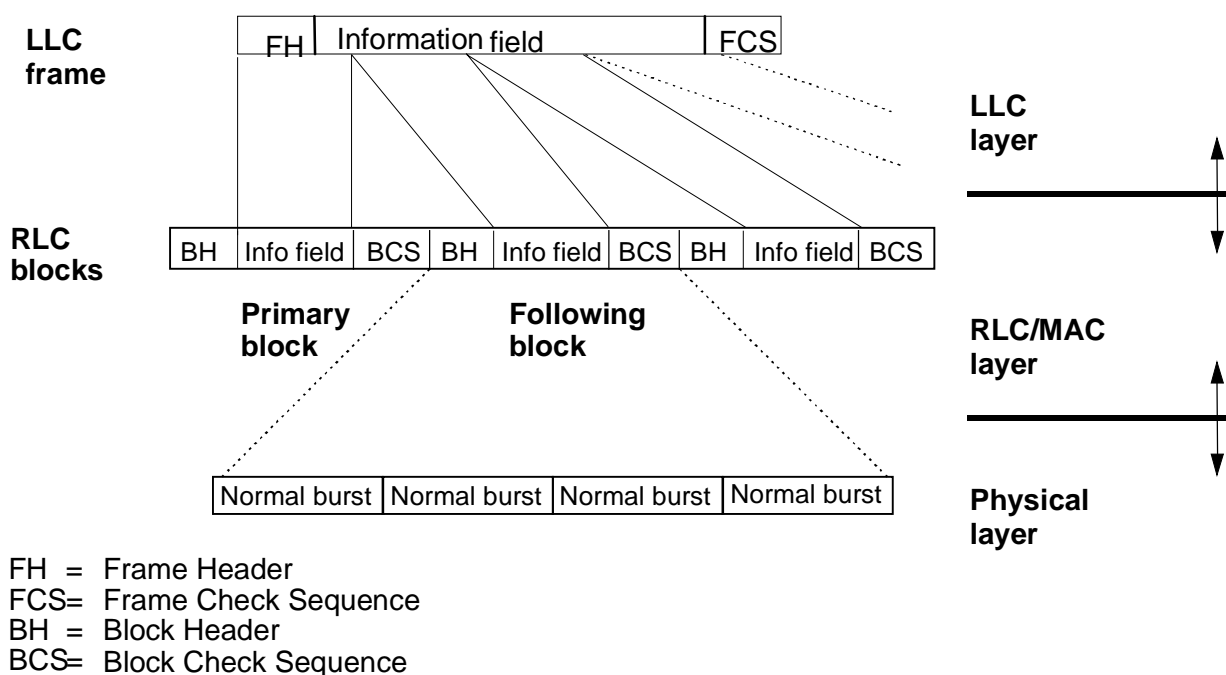 LLC
frame
FH Information field FCS
LLC
layer
RLC
blocks
BH Info field BCS BH Info field BCS BH Info field BCS
Primary
block
Following
block
RLC/MAC
layer
Normal burst Normal burst Normal burst Normal burst
Physical
layer
FH = Frame Header
FCS= Frame Check Sequence
BH = Block Header
BCS= Block Check Sequence